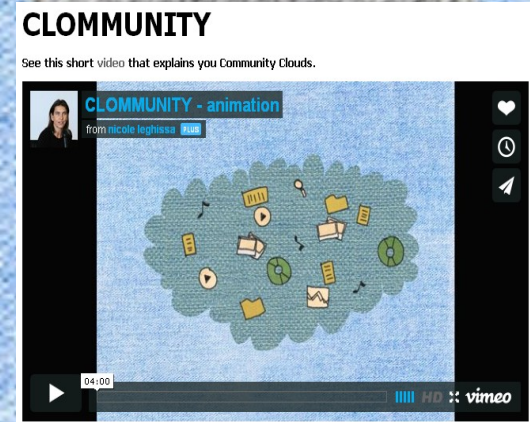 CLOMMUNITY
See this short video that explains you Community Clouds.
CLOMMUNITY - animation
from nicole leghissa PLUS
04:00
HD vimeo